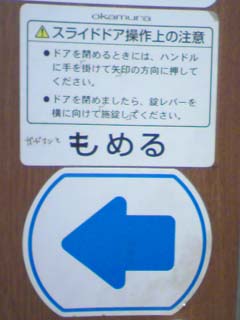 okamura
⚠スライドドア操作上の注意
●ドアを閉めるときには、ハンドル
に手を掛けて矢印の方向に押して
ください。
●ドアを閉めましたら、錠レバー を
横に向けて施錠してください。
もめる